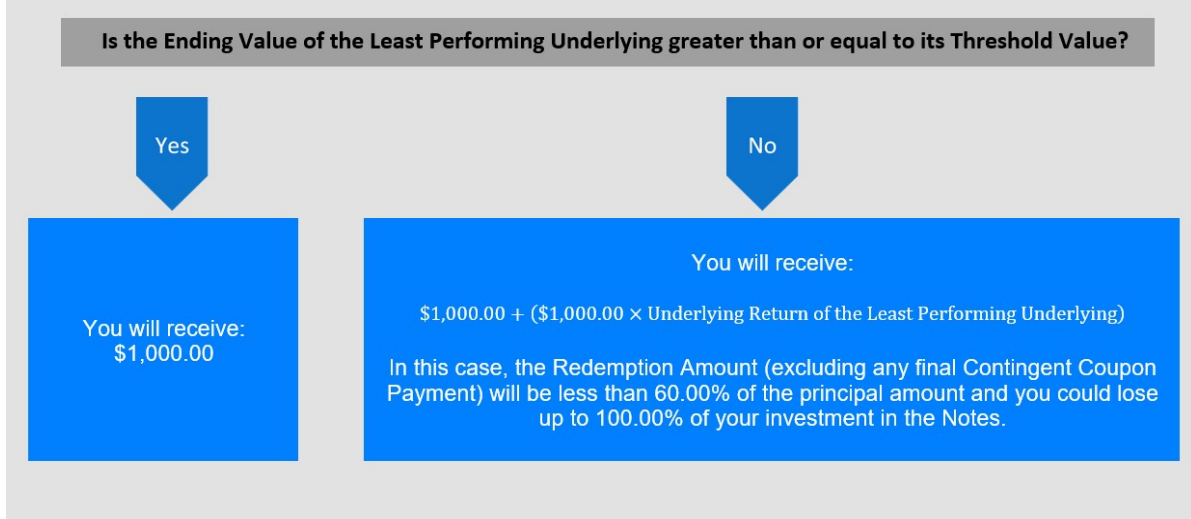 Is the Ending Value of the Least Performing Underlying greater than or equal to its Threshold Value?
Yes
No
You will receive:
$1,000.00
You will receive:
$1,000.00 + ($1,000.00 × Underlying Return of the Least Performing Underlying)
In this case, the Redemption Amount (excluding any final Contingent Coupon
Payment) will be less than 60.00% of the principal amount and you could lose
up to 100.00% of your investment in the Notes.